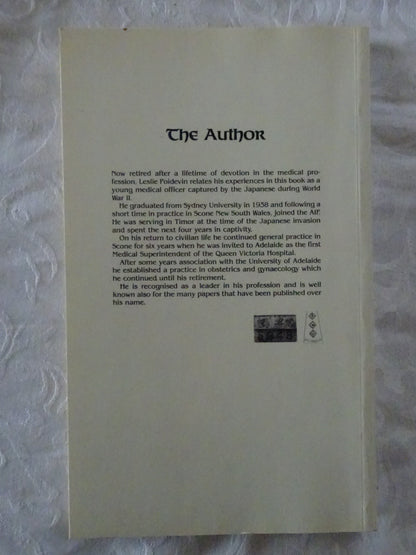 The Author
Now retired after a lifetime of devotion in the medical pro-
fession, Leslie Poidevin relates his experiences in this book as a
young medical officer captured by the Japanese during World
War II.
He graduated from Sydney University in 1938 and following a
short time in practice in Scone New South Wales, joined the AIF.
He was serving in Timor at the time of the Japanese invasion
and spent the next four years in captivity.
On his return to civilian life he continued general practice in
Scone for six years when he was invited to Adelaide as the first
Medical Superintendent of the Queen Victoria Hospital.
After some years association with the University of Adelaide
he established a practice in obstetrics and gynaecology which
he continued until his retirement.
He is recognised as a leader in his profession and is well
known also for the many papers that have been published over
his name.